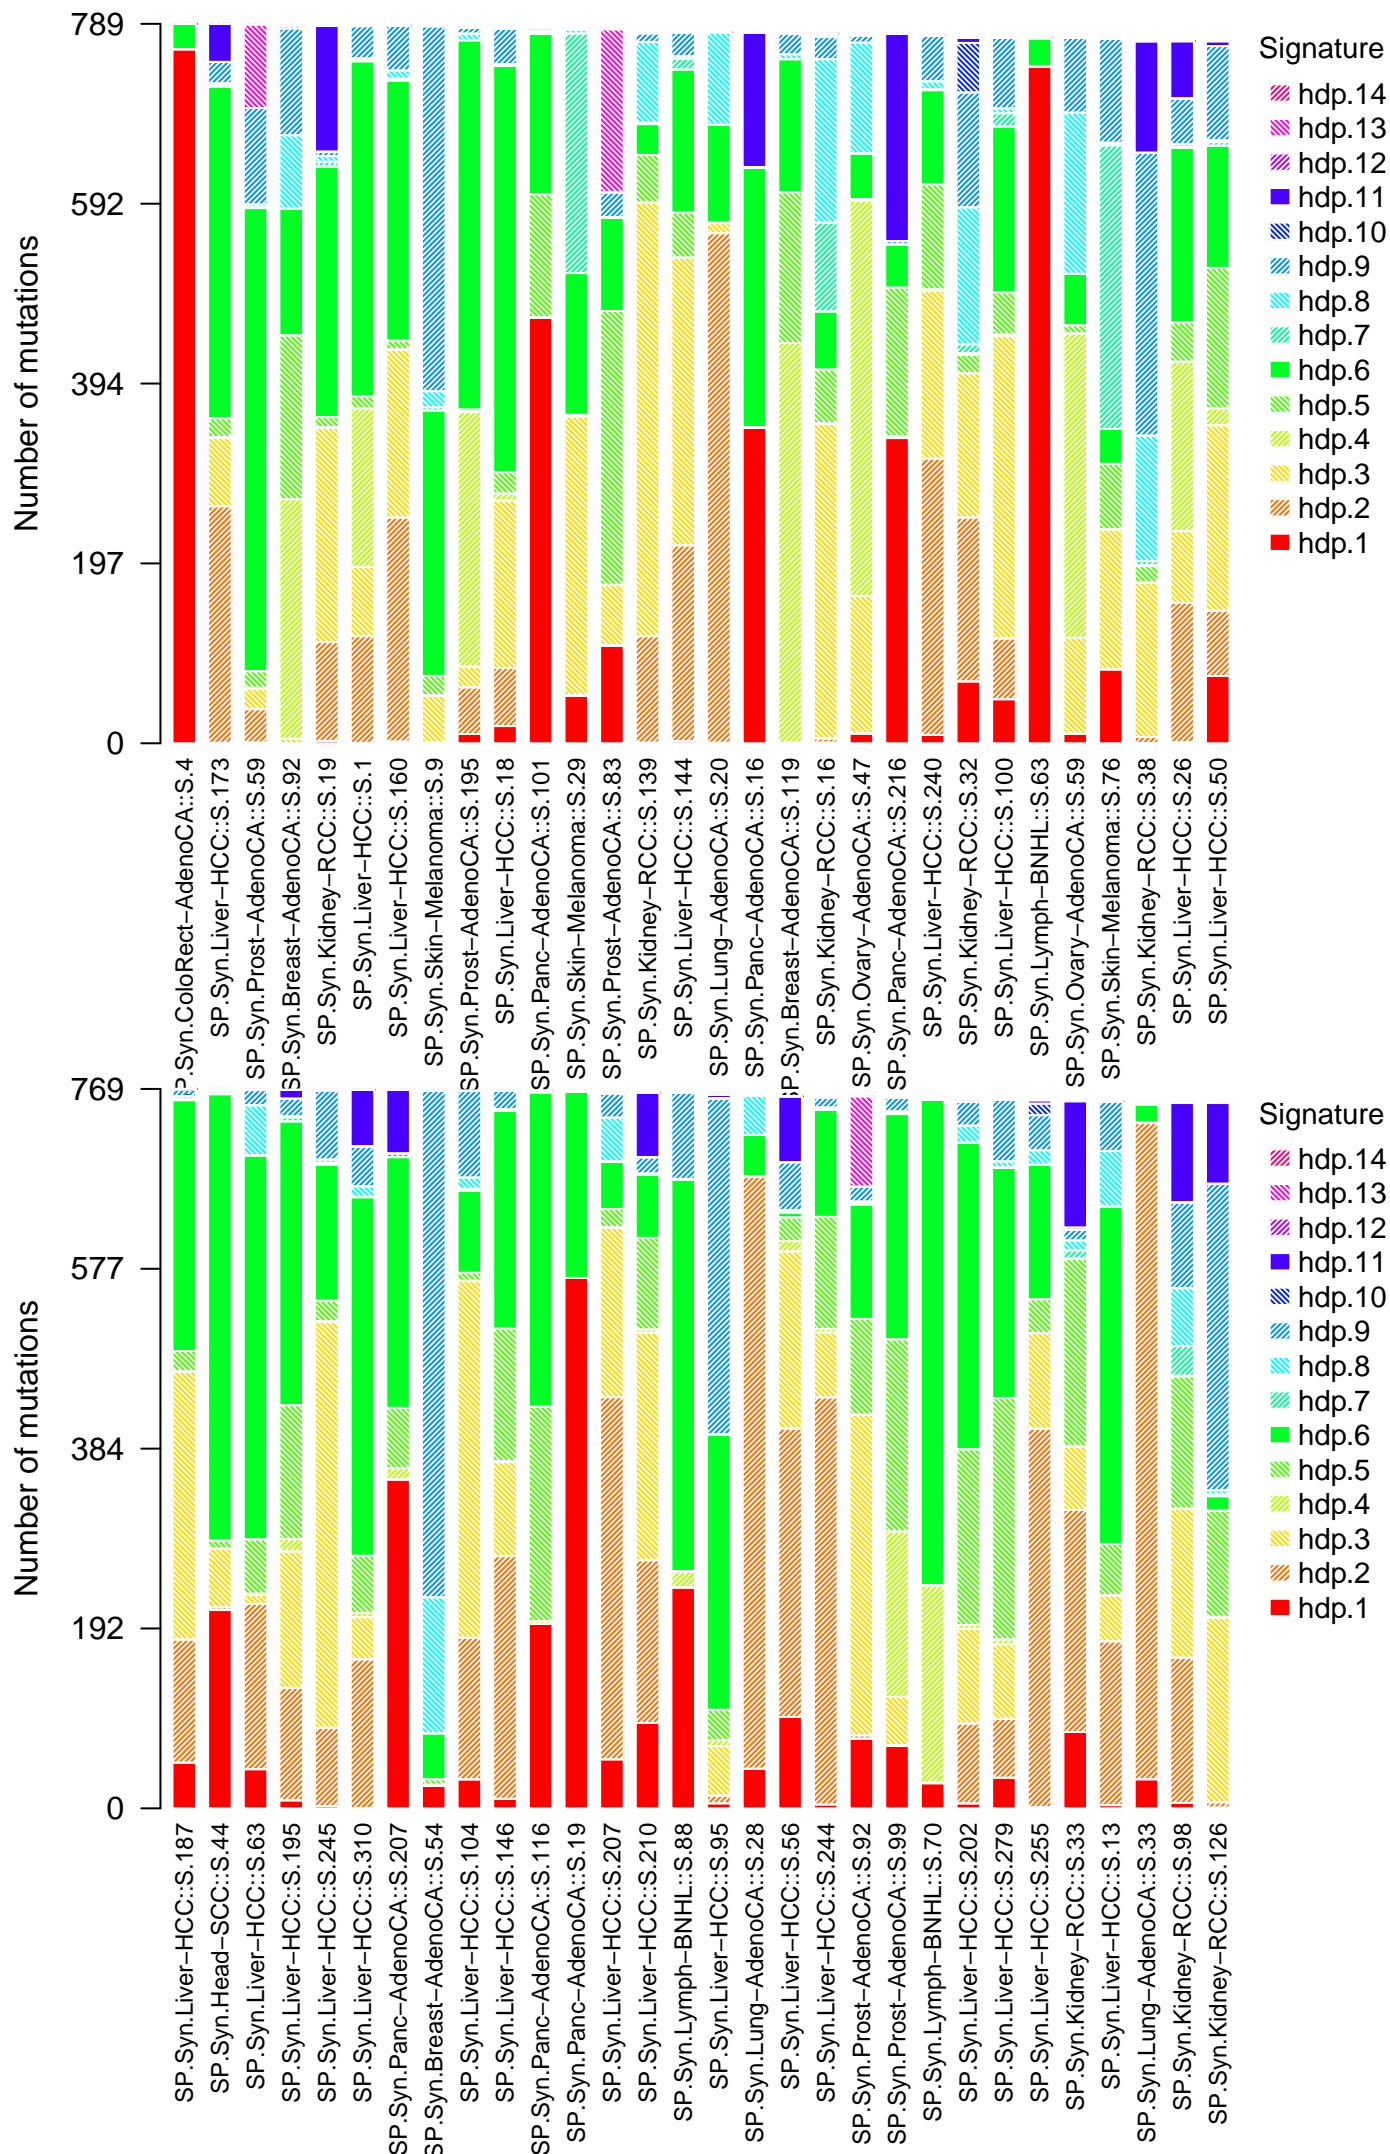 Number of mutations
789
592
394
197
0
Signature
hdp.14
hdp.13
hdp.12
hdp.11
hdp.10
hdp.9
hdp.8
hdp.7
hdp.6
hdp.5
hdp.4
hdp.3
hdp.2
hdp.1
P.Syn.ColoRect−AdenoCA::S.4
SP.Syn.Liver−HCC::S.173
SP.Syn.Prost−AdenoCA::S.59
SP.Syn.Breast−AdenoCA::S.92
SP.Syn.Kidney−RCC::S.19
SP.Syn.Liver−HCC::S.1
SP.Syn.Liver−HCC::S.160
SP.Syn.Skin−Melanoma::S.9
SP.Syn.Prost−AdenoCA::S.195
SP.Syn.Liver−HCC::S.18
SP.Syn.Panc−AdenoCA::S.101
SP.Syn.Skin−Melanoma::S.29
SP.Syn.Prost−AdenoCA::S.83
SP.Syn.Kidney−RCC::S.139
SP.Syn.Liver−HCC::S.144
SP.Syn.Lung−AdenoCA::S.20
SP.Syn.Panc−AdenoCA::S.16
SP.Syn.Breast−AdenoCA::S.119
SP.Syn.Kidney−RCC::S.16
SP.Syn.Ovary−AdenoCA::S.47
SP.Syn.Panc−AdenoCA::S.216
SP.Syn.Liver−HCC::S.240
SP.Syn.Kidney−RCC::S.32
SP.Syn.Liver−HCC::S.100
SP.Syn.Lymph−BNHL::S.63
SP.Syn.Ovary−AdenoCA::S.59
SP.Syn.Skin−Melanoma::S.76
SP.Syn.Kidney−RCC::S.38
SP.Syn.Liver−HCC::S.26
SP.Syn.Liver−HCC::S.50
Number of mutations
769
577
384
192
0
Signature
hdp.14
hdp.13
hdp.12
hdp.11
hdp.10
hdp.9
hdp.8
hdp.7
hdp.6
hdp.5
hdp.4
hdp.3
hdp.2
hdp.1
SP.Syn.Liver−HCC::S.187
SP.Syn.Head−SCC::S.44
SP.Syn.Liver−HCC::S.63
SP.Syn.Liver−HCC::S.195
SP.Syn.Liver−HCC::S.245
SP.Syn.Liver−HCC::S.310
SP.Syn.Panc−AdenoCA::S.207
SP.Syn.Breast−AdenoCA::S.54
SP.Syn.Liver−HCC::S.104
SP.Syn.Liver−HCC::S.146
SP.Syn.Panc−AdenoCA::S.116
SP.Syn.Panc−AdenoCA::S.19
SP.Syn.Liver−HCC::S.207
SP.Syn.Liver−HCC::S.210
SP.Syn.Lymph−BNHL::S.88
SP.Syn.Liver−HCC::S.95
SP.Syn.Lung−AdenoCA::S.28
SP.Syn.Liver−HCC::S.56
SP.Syn.Liver−HCC::S.244
SP.Syn.Prost−AdenoCA::S.92
SP.Syn.Prost−AdenoCA::S.99
SP.Syn.Lymph−BNHL::S.70
SP.Syn.Liver−HCC::S.202
SP.Syn.Liver−HCC::S.279
SP.Syn.Liver−HCC::S.255
SP.Syn.Kidney−RCC::S.33
SP.Syn.Liver−HCC::S.13
SP.Syn.Lung−AdenoCA::S.33
SP.Syn.Kidney−RCC::S.98
SP.Syn.Kidney−RCC::S.126